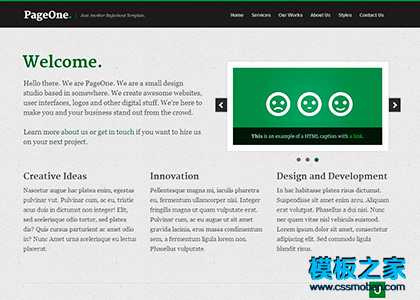 PageOne. Just Another Styleshout Template.
Home Services Our Works About Us Styles Contact Us
Welcome.
Hello there. We are PageOne. We are a small design
studio based in somewhere. We create awesome websites,
user interfaces, logos and other digital stuff. We're here to
make you and your business stand out from the crowd.
Learn more about us or get in touch if you want to hire us
on your next project.
This is an example of a HTML caption with a link.
Creative Ideas
Nascetur augue hac platea enim, egestas
pulvinar vut. Pulvinar cum, ac eu, tristie
acus duis in dictumst non integer! Elit,
sed scelerisque odio tortor, sed platea
dis? Quis cursus parturient ac amet odio
in? Nunc Amet urna scelerisque eu lectus
placerat.
Innovation
Pellentesque magna mi, iaculis pharetra
eu, fermentum ullamcorper nisi. Integer
fringilla magna ut quam vulputate erat.
Pulvinar cum, ac eu tristie ut sit amet
gravida lacinia, eros massa condimentum
sem, a fermentum ligula lorem non.
Phasellus vulputate.
Design and Development
In hac habitasse platea risus dictumst.
Suspendisse sit amet enim arcu. Aliquam
erat volutpat. Phasellus a dui nisi. Nunc
nec quam vitae nisl vehicula euismod.
Lorem ipsum dolor sit amet, consectetur
adipiscing elit. Sed commodo ligula
blandit risus.
模板之家
www.cssmoban.com